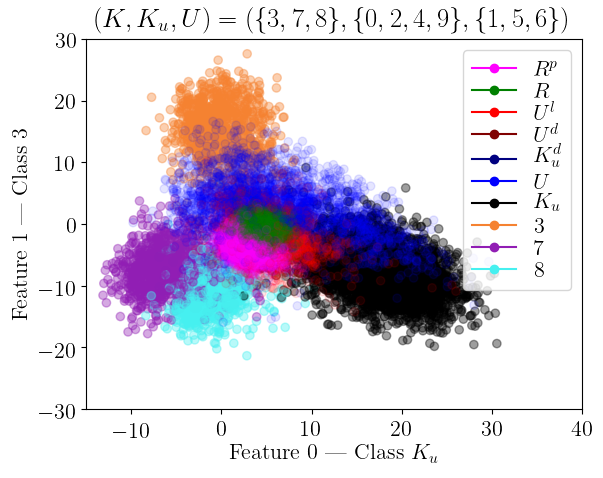 (K, K_u, U) = ({3, 7, 8}, {0, 2, 4, 9}, {1, 5, 6})
30
20
10
0
−10
−20
−30
Feature 1 — Class 3
R^p
R
U^l
U^d
K_u^d
U
K_u
3
7
8
−10
0
10
20
30
40
Feature 0 — Class K_u